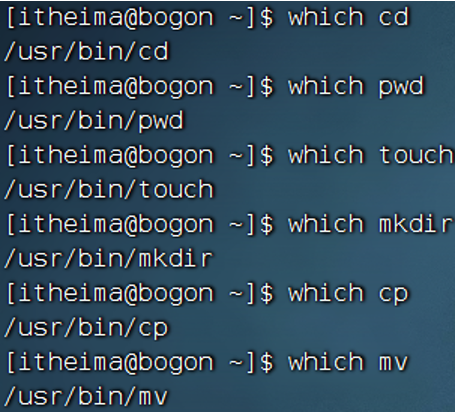 [itheima@bogon ~]$ which cd
/usr/bin/cd
[itheima@bogon ~]$ which pwd
/usr/bin/pwd
[itheima@bogon ~]$ which touch
/usr/bin/touch
[itheima@bogon ~]$ which mkdir
/usr/bin/mkdir
[itheima@bogon ~]$ which cp
/usr/bin/cp
[itheima@bogon ~]$ which mv
/usr/bin/mv